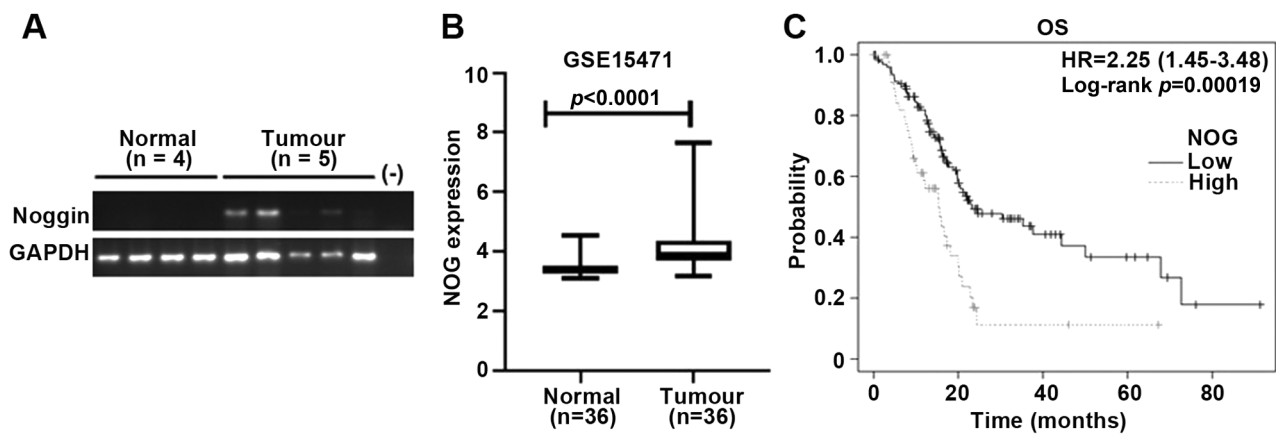 A
Normal
(n = 4)
Tumour
(n = 5)
(-)
Noggin
GAPDH
B
GSE15471
p<0.0001
NOG expression
10
8
6
4
2
0
Normal
(n=36)
Tumour
(n=36)
C
OS
HR=2.25 (1.45-3.48)
Log-rank p=0.00019
NOG
Low
High
Probability
1.0
0.8
0.6
0.4
0.2
0
0 20 40 60 80
Time (months)